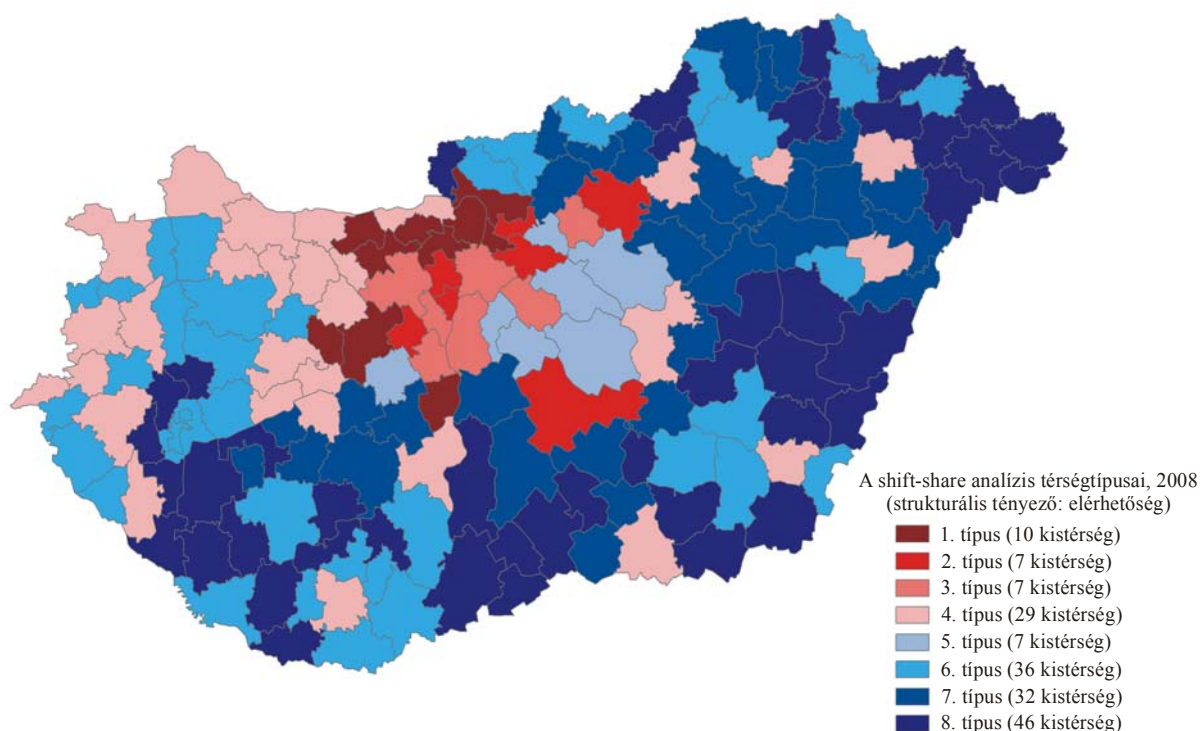 A shift-share analízis térségtípusai, 2008
(strukturális tényező: elérhetőség)
1. típus (10 kistérség)
2. típus (7 kistérség)
3. típus (7 kistérség)
4. típus (29 kistérség)
5. típus (7 kistérség)
6. típus (36 kistérség)
7. típus (32 kistérség)
8. típus (46 kistérség)